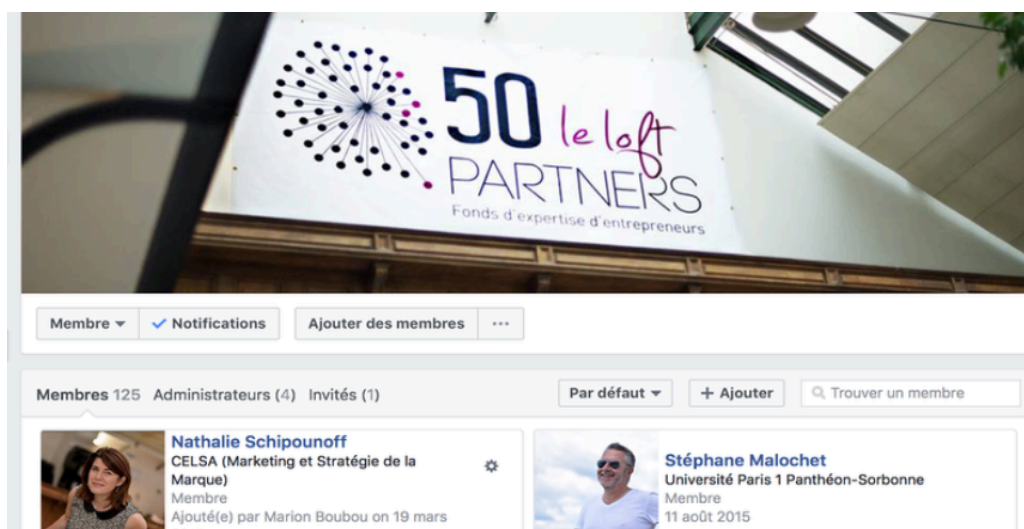 50 le loft
PARTNERS
Fonds d'expertise d'entrepreneurs
Membre
Notifications
Ajouter des membres
Membres 125 Administrateurs (4) Invités (1)
Par défaut
+ Ajouter
Trouver un membre
Nathalie Schipounoff
CELSA (Marketing et Stratégie de la
Marque)
Membre
Ajouté(e) par Marion Boubou on 19 mars
Stéphane Malochet
Université Paris 1 Panthéon-Sorbonne
Membre
11 août 2015